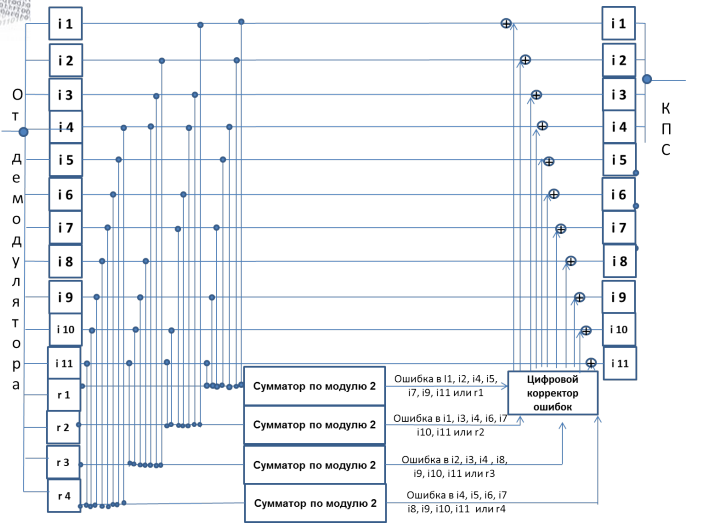 От демодулятора
i 1
i 2
i 3
i 4
i 5
i 6
i 7
i 8
i 9
i 10
i 11
r 1
r 2
r 3
r 4
Сумматор по модулю 2
Сумматор по модулю 2
Сумматор по модулю 2
Сумматор по модулю 2
Ошибка в I1, i2, i4, i5,
i7, i9, i11 или r1
Ошибка в i1, i3, i4, i6, i7
i10, i11 или r2
Ошибка в i2, i3, i4 , i8,
i9, i10, i11 или r3
Ошибка в i4, i5, i6, i7
i8, i9, i10, i11 или r4
Цифровой
корректор
ошибок
i 1
i 2
i 3
i 4
i 5
i 6
i 7
i 8
i 9
i 10
i 11
КПС